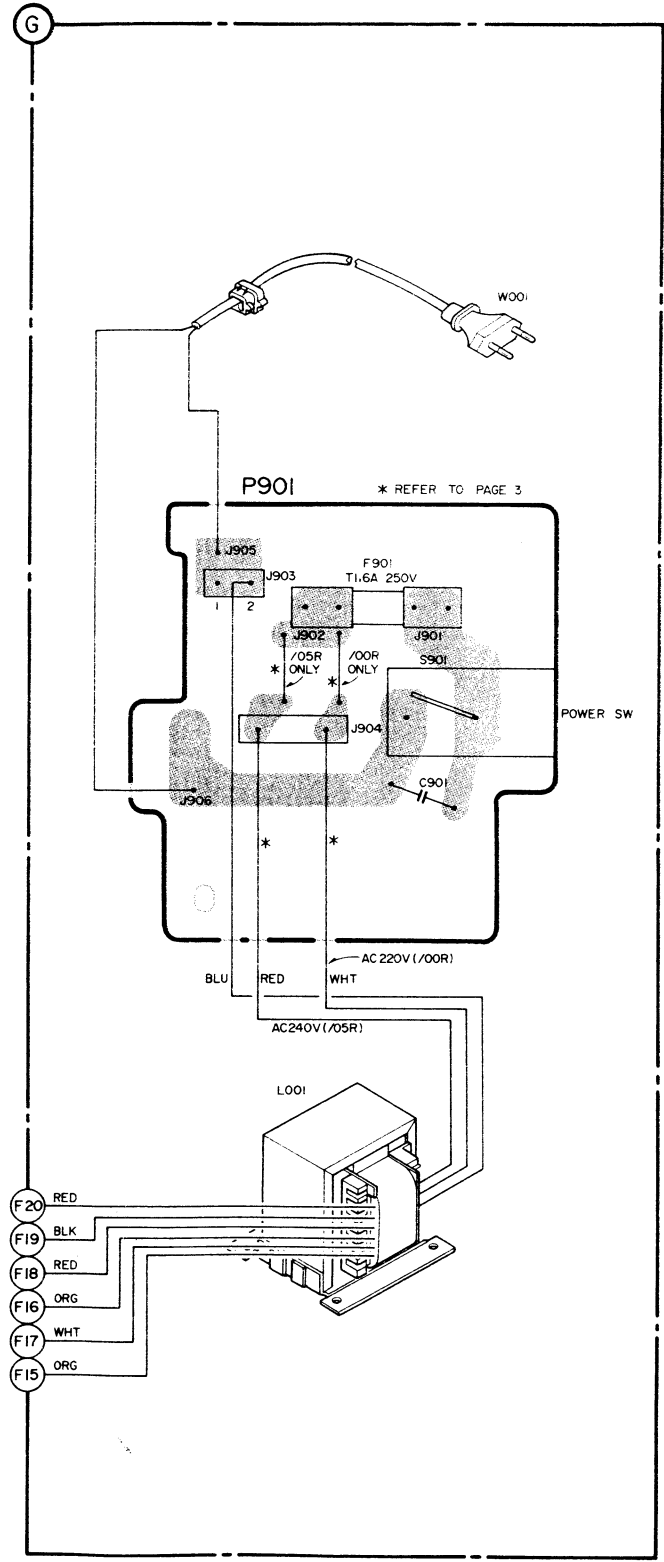 G
W001
P901
* REFER TO PAGE 3
J905
J903
1 2
F901
T1.6A 250V
J902
J901
* /05R
ONLY
* /00R
ONLY
S901
J904
POWER SW
J906
C901
*
*
AC220V(/00R)
BLU
RED
WHT
AC240V(/05R)
L001
F20 RED
F19 BLK
F18 RED
F16 ORG
F17 WHT
F15 ORG